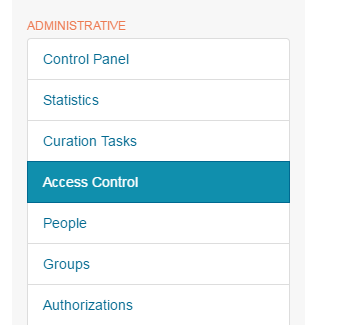 ADMINISTRATIVE
Control Panel
Statistics
Curation Tasks
Access Control
People
Groups
Authorizations